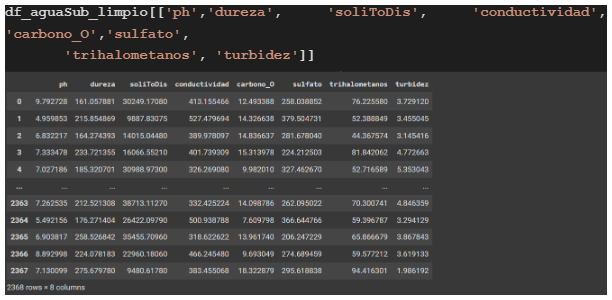 df_aguaSub_limpio[['ph','dureza', 'soliToDis', 'conductividad',
'carbono_O','sulfato',
'trihalometanos', 'turbidez']]
ph dureza soliToDis conductividad carbono_O sulfato trihalometanos turbidez
0 9.792728 161.057881 30249.17080 413.155466 12.493388 258.038852 76.225580 3.729120
1 4.959853 215.854869 9887.83075 527.479694 14.326638 379.504731 52.388849 3.455045
2 6.832217 164.274393 14015.04480 389.978097 14.836637 281.678040 44.367574 3.145416
3 7.333478 233.721355 16066.55210 401.739309 15.313978 224.212503 81.842062 4.772663
4 7.027186 185.320701 30988.97300 326.269080 9.982010 327.462670 52.716589 5.353043
... ... ... ... ... ... ... ... ...
2363 7.262535 212.521308 38713.11270 332.425224 14.098786 262.095022 70.300741 4.846359
2364 5.492156 176.271404 26422.09790 500.938788 7.609798 366.644766 59.396787 3.294129
2365 6.903817 258.526842 35455.70960 318.622622 13.961740 206.247229 65.866679 3.867843
2366 8.892998 224.078183 22960.18060 466.245480 9.693049 274.689459 59.577212 3.619133
2367 7.130099 275.679780 9480.61780 383.455068 18.322879 295.618838 94.416301 1.986192
2368 rows × 8 columns